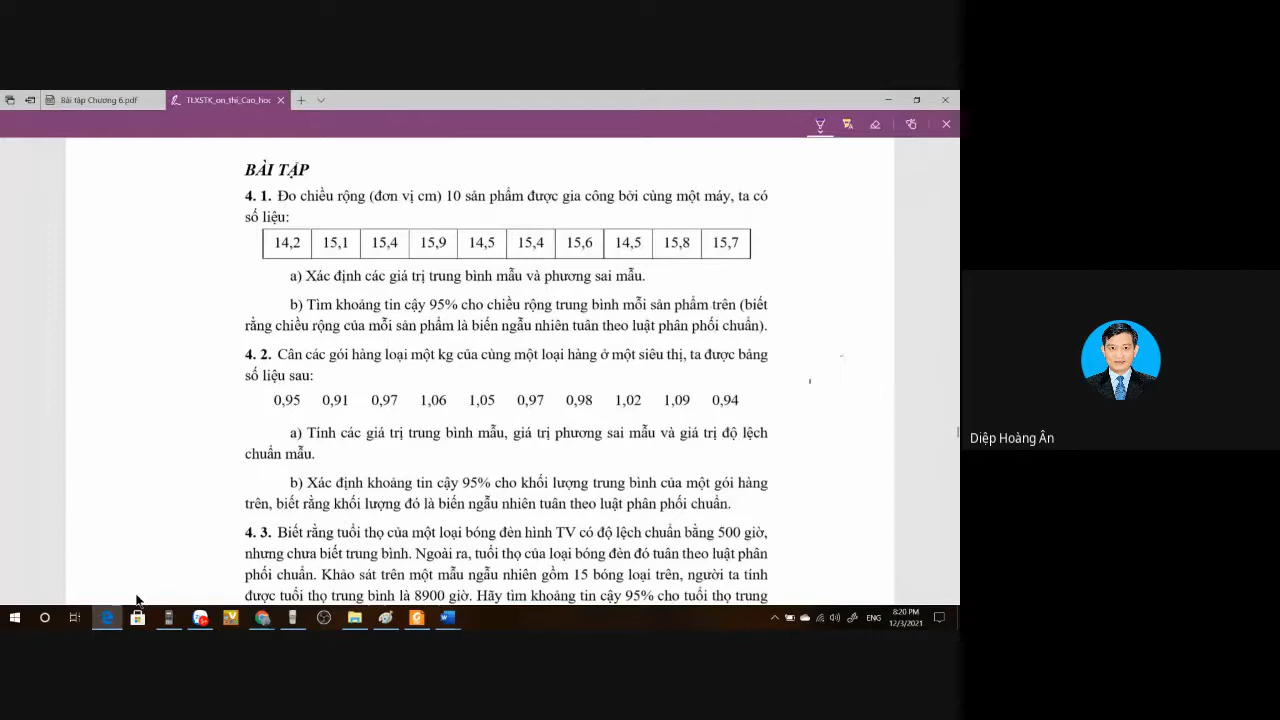 Bài tập Chương 6.pdf
TLXSTK_on_thi_Cao_hoc
BÀI TẬP
4. 1. Đo chiều rộng (đơn vị cm) 10 sản phẩm được gia công bởi cùng một máy, ta có
số liệu:
14,2 15,1 15,4 15,9 14,5 15,4 15,6 14,5 15,8 15,7
a) Xác định các giá trị trung bình mẫu và phương sai mẫu.
b) Tìm khoảng tin cậy 95% cho chiều rộng trung bình mỗi sản phẩm trên (biết
rằng chiều rộng của mỗi sản phẩm là biến ngẫu nhiên tuân theo luật phân phối chuẩn).
4. 2. Cân các gói hàng loại một kg của cùng một loại hàng ở một siêu thị, ta được bảng
số liệu sau:
0,95 0,91 0,97 1,06 1,05 0,97 0,98 1,02 1,09 0,94
a) Tính các giá trị trung bình mẫu, giá trị phương sai mẫu và giá trị độ lệch
chuẩn mẫu.
b) Xác định khoảng tin cậy 95% cho khối lượng trung bình của một gói hàng
trên, biết rằng khối lượng đó là biến ngẫu nhiên tuân theo luật phân phối chuẩn.
4. 3. Biết rằng tuổi thọ của một loại bóng đèn hình TV có độ lệch chuẩn bằng 500 giờ,
nhưng chưa biết trung bình. Ngoài ra, tuổi thọ của loại bóng đèn đó tuân theo luật phân
phối chuẩn. Khảo sát trên một mẫu ngẫu nhiên gồm 15 bóng loại trên, người ta tính
được tuổi thọ trung bình là 8900 giờ. Hãy tìm khoảng tin cậy 95% cho tuổi thọ trung
Diệp Hoàng Ân
ENG
8:20 PM
12/3/2021